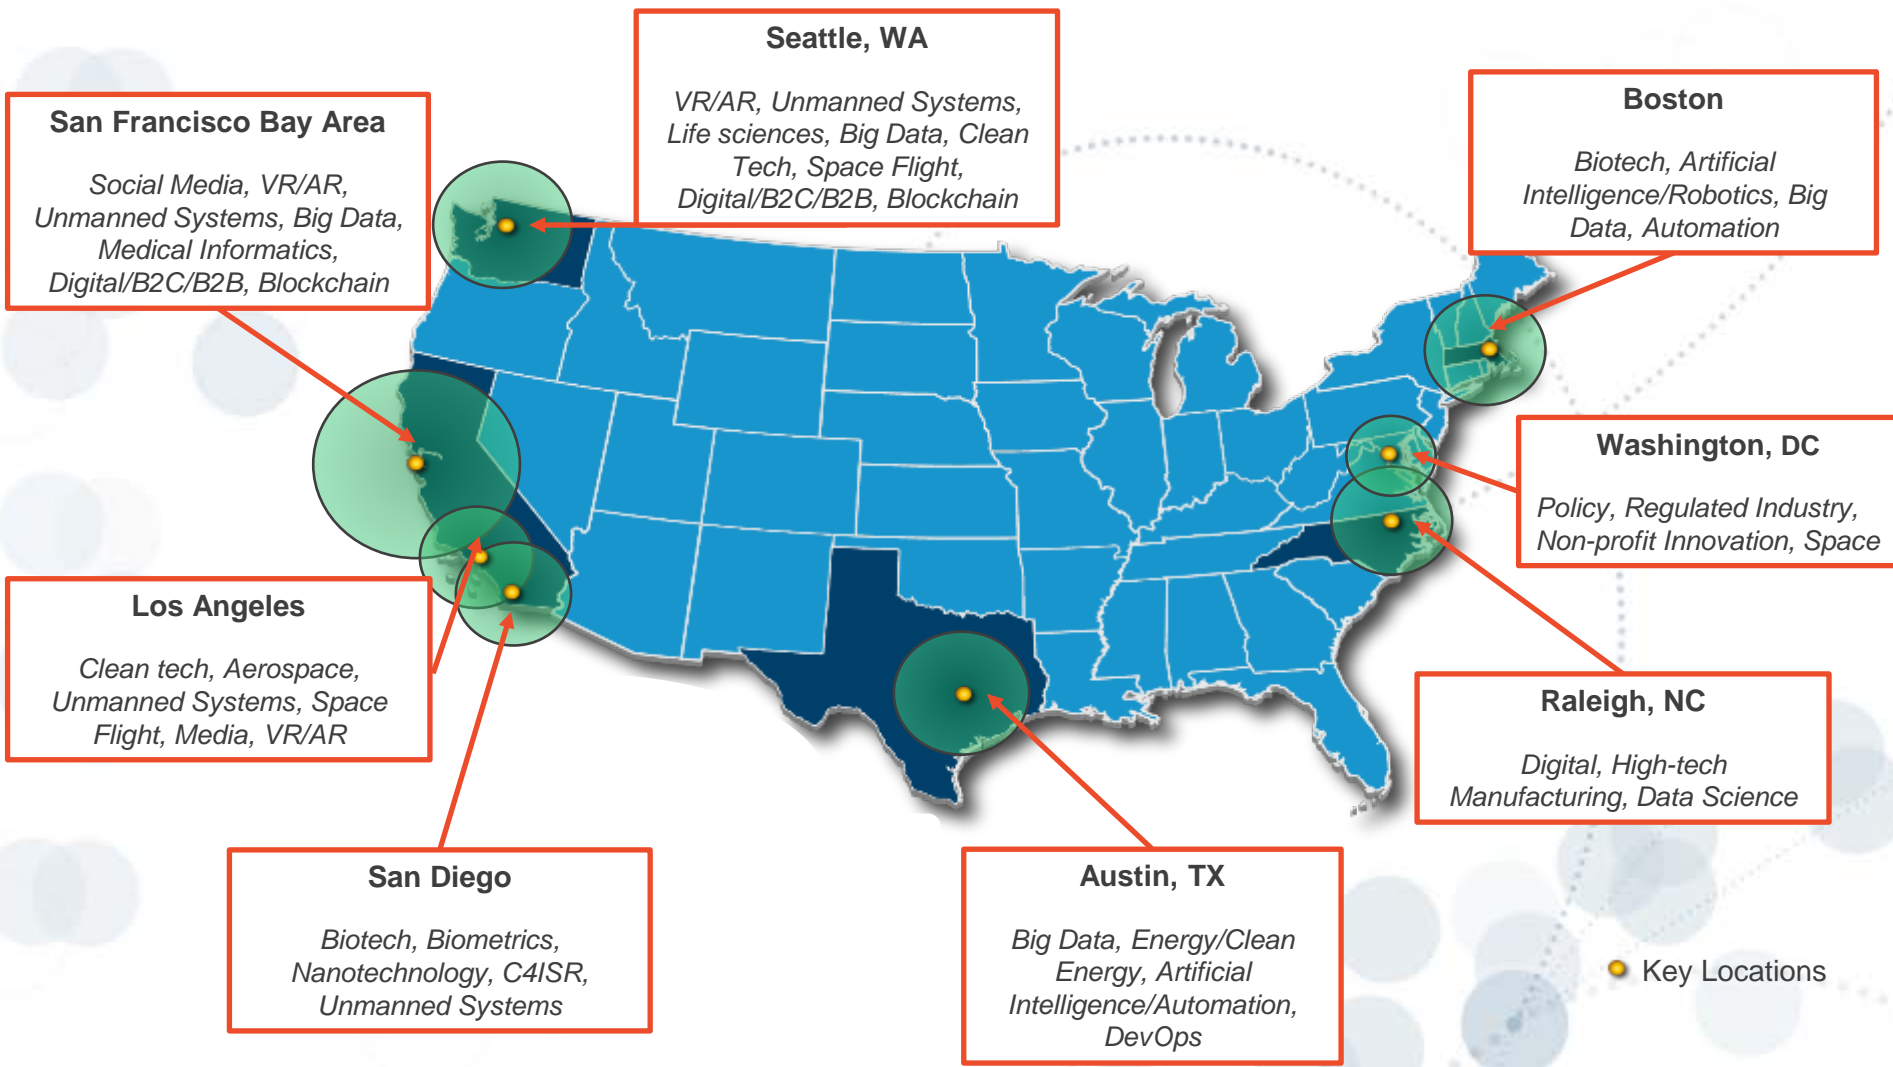 Seattle, WA
VR/AR, Unmanned Systems,
Life sciences, Big Data, Clean
Tech, Space Flight,
Digital/B2C/B2B, Blockchain
San Francisco Bay Area
Social Media, VR/AR,
Unmanned Systems, Big Data,
Medical Informatics,
Digital/B2C/B2B, Blockchain
Boston
Biotech, Artificial
Intelligence/Robotics, Big
Data, Automation
Washington, DC
Policy, Regulated Industry,
Non-profit Innovation, Space
Los Angeles
Clean tech, Aerospace,
Unmanned Systems, Space
Flight, Media, VR/AR
Raleigh, NC
Digital, High-tech
Manufacturing, Data Science
San Diego
Biotech, Biometrics,
Nanotechnology, C4ISR,
Unmanned Systems
Austin, TX
Big Data, Energy/Clean
Energy, Artificial
Intelligence/Automation,
DevOps
Key Locations